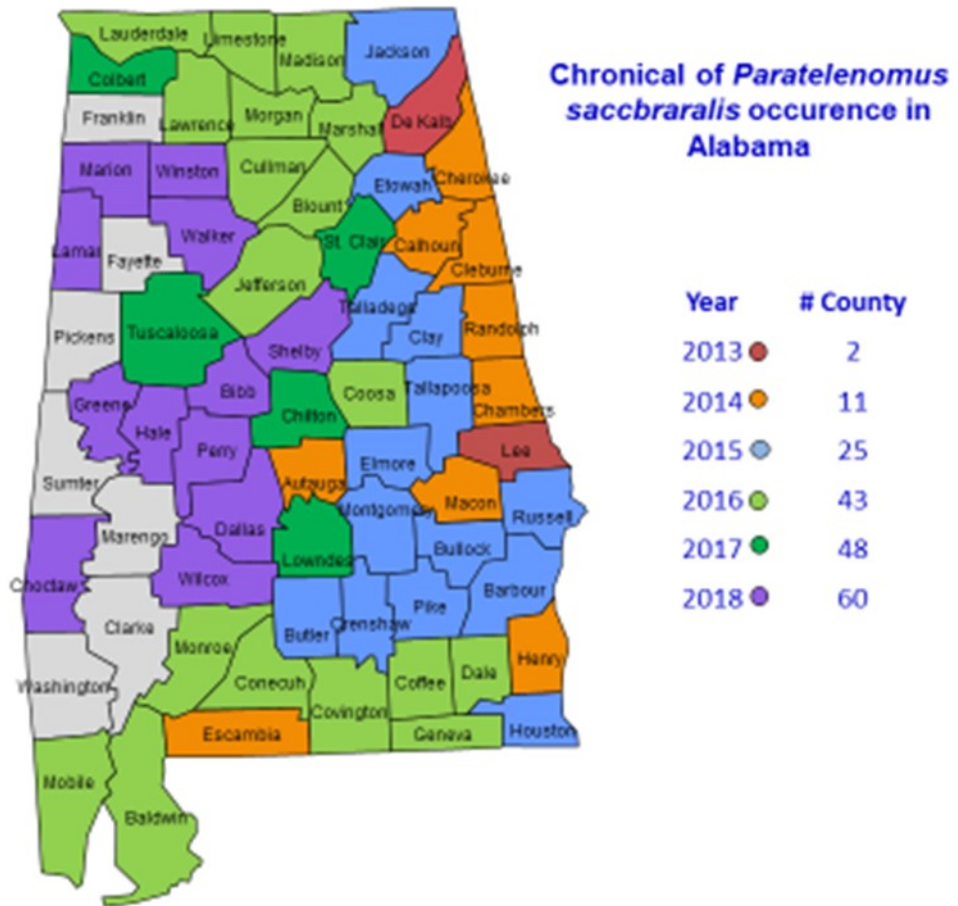 Lauderdale
Limestone
Madison
Jackson
Colbert
Franklin
Lawrence
Morgan
Marshal
De Kalb
Marion
Winston
Cullman
Etowah
Cherokee
Blount
Lamar
Fayette
Walker
St. Clair
Calhoun
Cleburne
Jefferson
Pickens
Tuscaloosa
Talladega
Clay
Randolph
Shelby
Greene
Hale
Bibb
Chilton
Coosa
Tallapoosa
Chambers
Perry
Sumter
Autauga
Elmore
Lee
Macon
Marengo
Dallas
Montgomery
Russell
Bullock
Choctaw
Wilcox
Lowndes
Clarke
Butler
Crenshaw
Pike
Barbour
Washington
Monroe
Conecuh
Covington
Coffee
Dale
Henry
Escambia
Geneva
Houston
Mobile
Baldwin
Chronical of Paratelenomus
saccbraralis occurence in
Alabama
Year # County
2013 2
2014 11
2015 25
2016 43
2017 48
2018 60